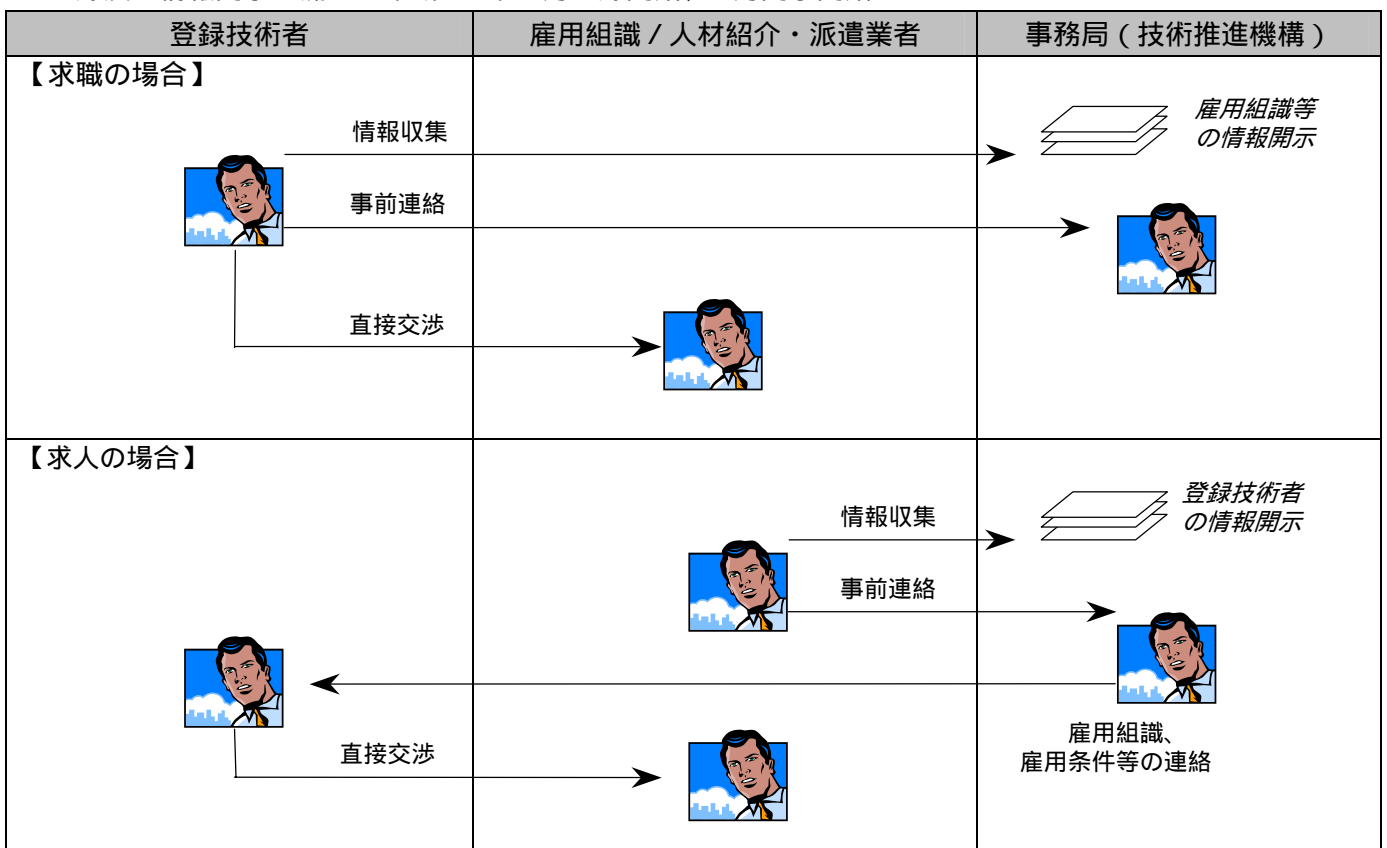 登録技術者
雇用組織/人材紹介・派遣業者
事務局(技術推進機構)
【求職の場合】
情報収集
雇用組織等
の情報開示
事前連絡
直接交渉
【求人の場合】
情報収集
登録技術者
の情報開示
事前連絡
直接交渉
雇用組織、
雇用条件等の連絡